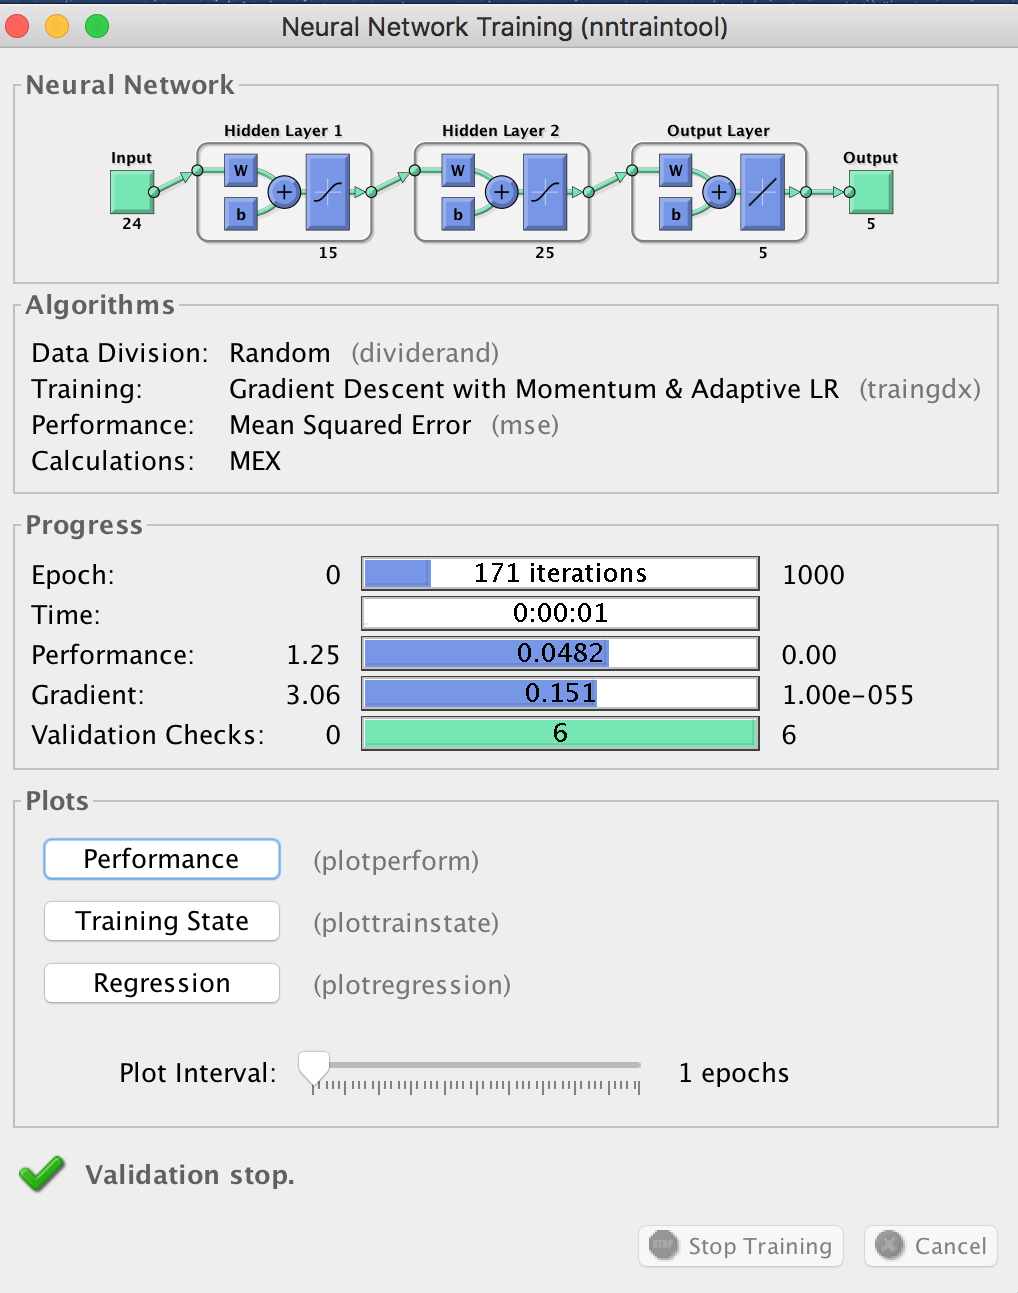 Neural Network Training (nntraintool)
Neural Network
Hidden Layer 1 Hidden Layer 2 Output Layer
Input Output
W W W
b b b
24 5
15 25 5
Algorithms
Data Division: Random (dividerand)
Training: Gradient Descent with Momentum & Adaptive LR (traingdx)
Performance: Mean Squared Error (mse)
Calculations: MEX
Progress
Epoch: 0 171 iterations 1000
Time: 0:00:01
Performance: 1.25 0.0482 0.00
Gradient: 3.06 0.151 1.00e-055
Validation Checks: 0 6 6
Plots
Performance (plotperform)
Training State (plottrainstate)
Regression (plotregression)
Plot Interval: 1 epochs
Validation stop.
STOP Stop Training Cancel